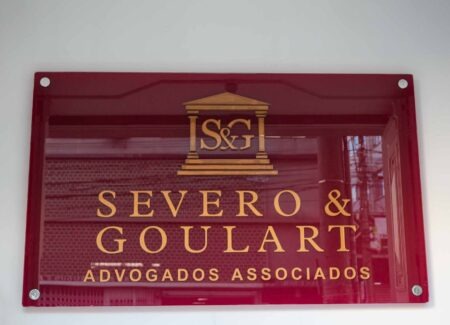 S&G
SEVERO &
GOULART
ADVOGADOS ASSOCIADOS